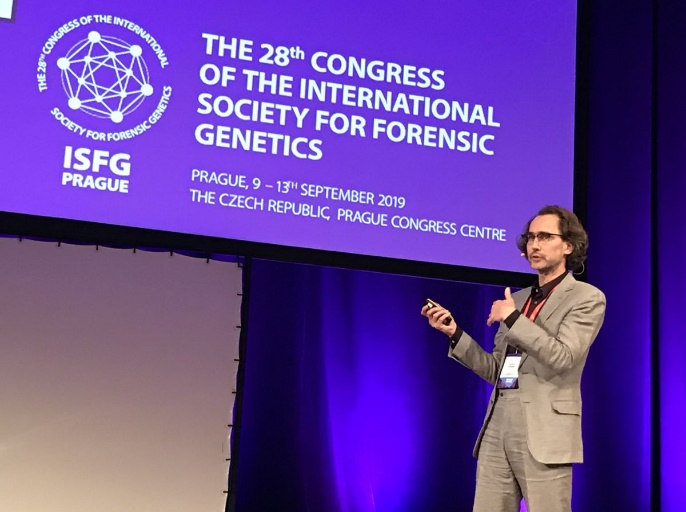 THE 28th CONGRESS OF THE INTERNATIONAL
SOCIETY FOR FORENSIC GENETICS
ISFG
PRAGUE
THE 28th CONGRESS
OF THE INTERNATIONAL
SOCIETY FOR FORENSIC
GENETICS
PRAGUE, 9 – 13TH SEPTEMBER 2019
THE CZECH REPUBLIC, PRAGUE CONGRESS CENTRE